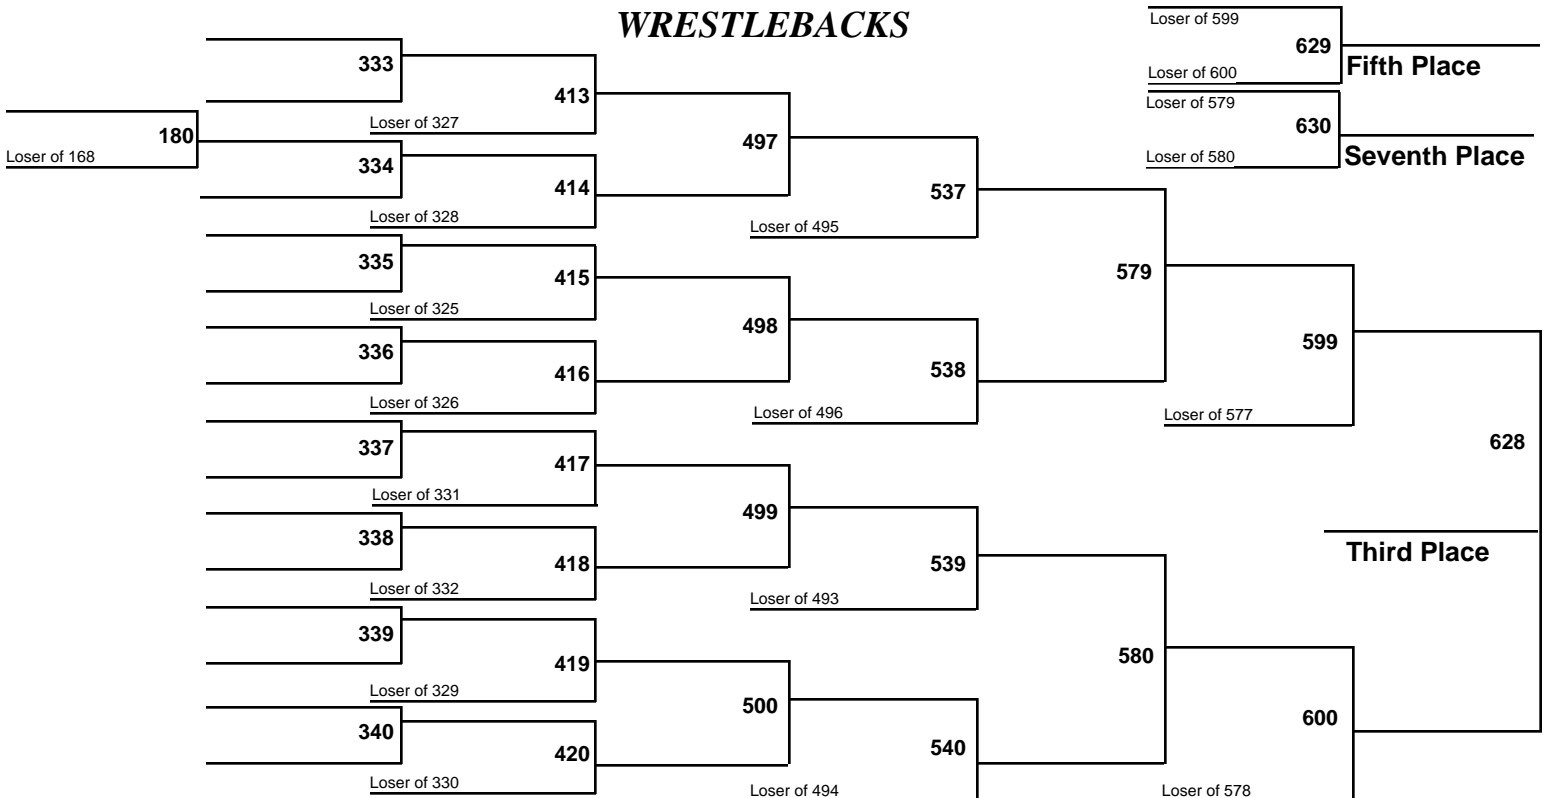 WRESTLEBACKS
Loser of 599
629
Loser of 600
Fifth Place
Loser of 579
630
Loser of 580
Seventh Place
333
413
Loser of 327
180
Loser of 168
334
414
Loser of 328
497
537
Loser of 495
335
415
Loser of 325
498
336
416
Loser of 326
538
Loser of 496
579
599
Loser of 577
337
417
Loser of 331
499
338
418
Loser of 332
539
Loser of 493
628
Third Place
339
419
Loser of 329
500
340
420
Loser of 330
540
Loser of 494
580
600
Loser of 578